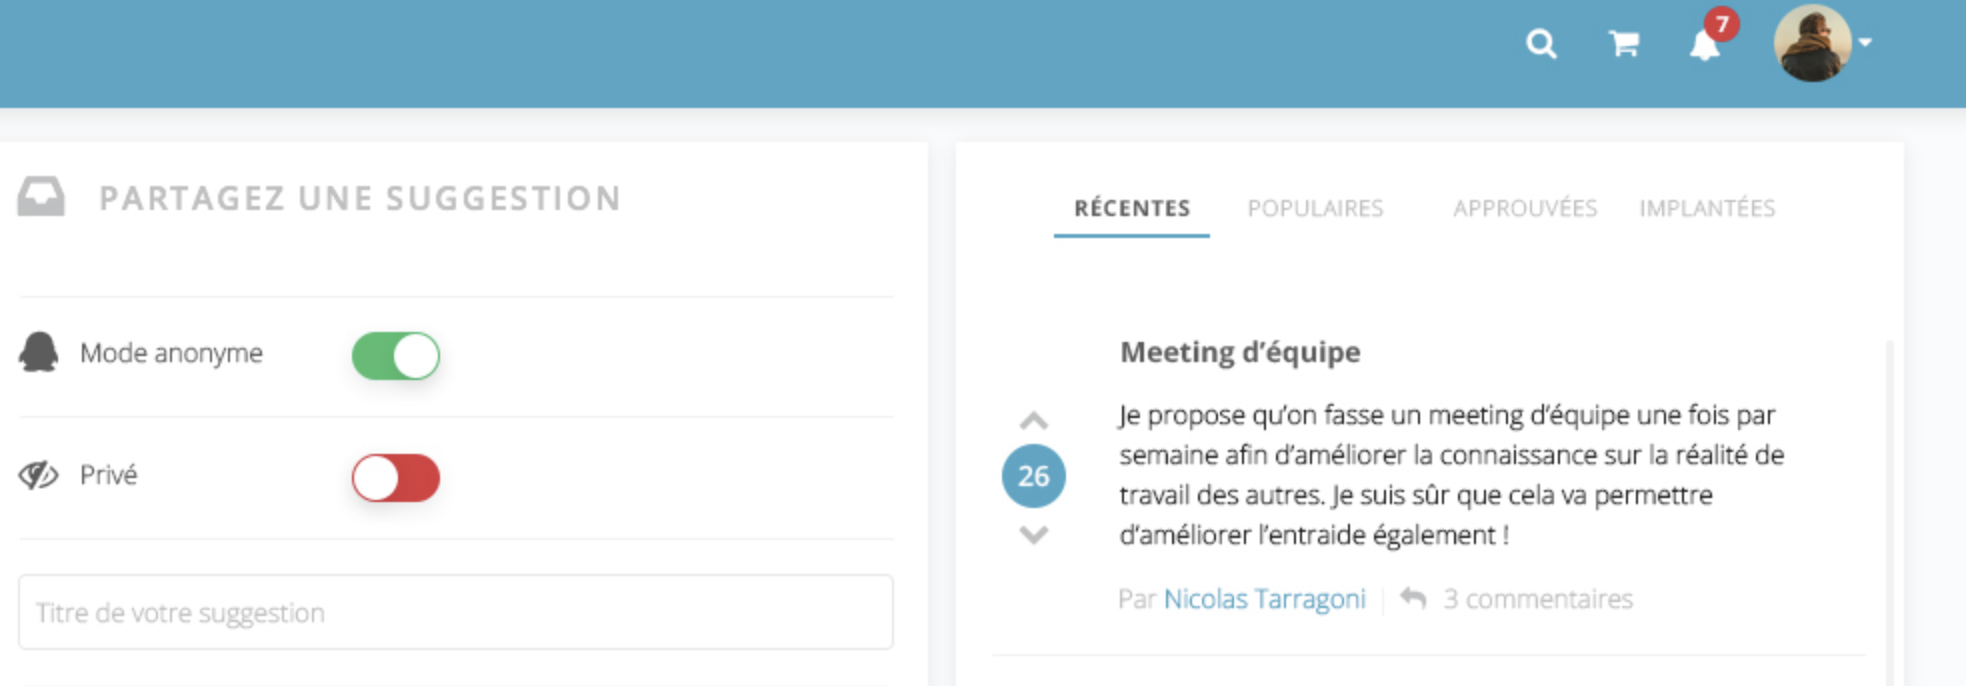 7
PARTAGEZ UNE SUGGESTION
Mode anonyme
Privé
Titre de votre suggestion
RÉCENTES POPULAIRES APPROUVÉES IMPLANTÉES
Meeting d’équipe
Je propose qu’on fasse un meeting d’équipe une fois par
semaine afin d’améliorer la connaissance sur la réalité de
travail des autres. Je suis sûr que cela va permettre
d’améliorer l’entraide également !
26
Par Nicolas Tarragoni 3 commentaires